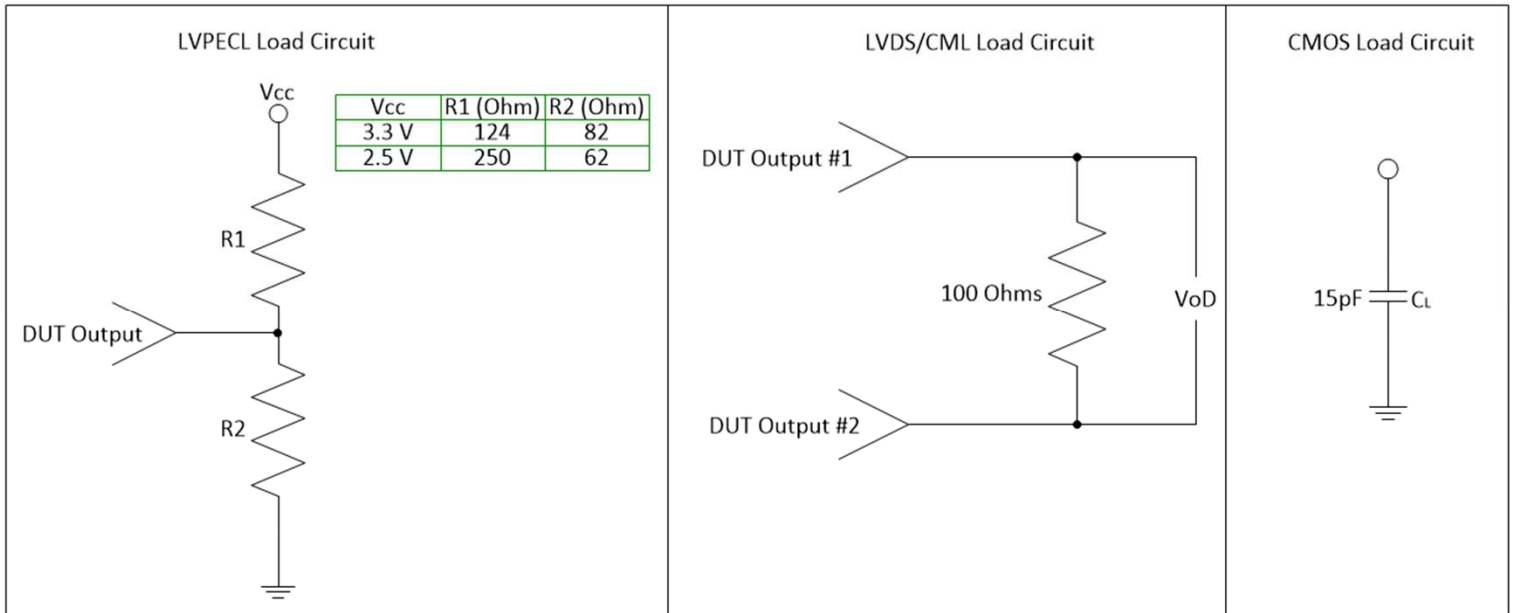 LVPECL Load Circuit
Vcc
Vcc R1 (Ohm) R2 (Ohm)
3.3 V 124 82
2.5 V 250 62
R1
DUT Output
R2
LVDS/CML Load Circuit
DUT Output #1
100 Ohms
VoD
DUT Output #2
CMOS Load Circuit
15pF CL